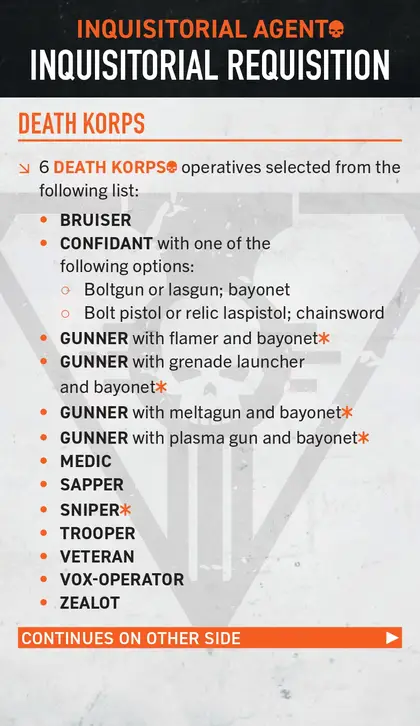 INQUISITORIAL AGENT
INQUISITORIAL REQUISITION
DEATH KORPS
↘ 6 DEATH KORPS operatives selected from the
following list:
• BRUISER
• CONFIDANT with one of the
following options:
○ Boltgun or lasgun; bayonet
○ Bolt pistol or relic laspistol; chainsword
• GUNNER with flamer and bayonet*
• GUNNER with grenade launcher
and bayonet*
• GUNNER with meltagun and bayonet*
• GUNNER with plasma gun and bayonet*
• MEDIC
• SAPPER
• SNIPER*
• TROOPER
• VETERAN
• VOX-OPERATOR
• ZEALOT
CONTINUES ON OTHER SIDE ▶